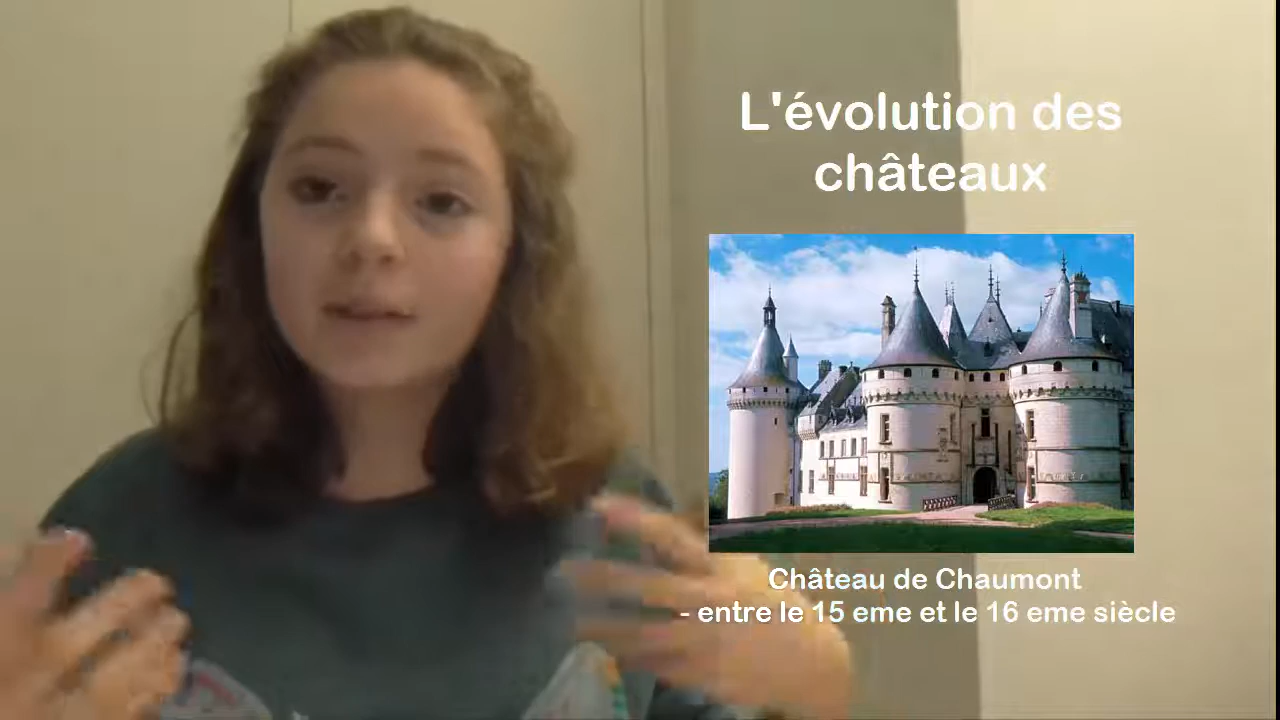 L'évolution des
châteaux
Château de Chaumont
- entre le 15 eme et le 16 eme siècle